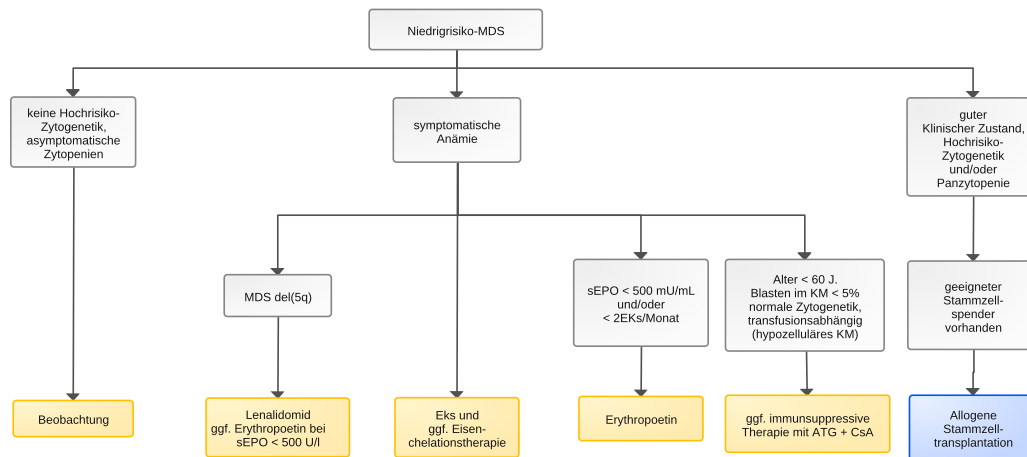 Niedrigrisiko-MDS
keine Hochrisiko-
Zytogenetik,
asymptomatische
Zytopenien
symptomatische
Anämie
guter
Klinischer Zustand,
Hochrisiko-
Zytogenetik
und/oder
Panzytopenie
MDS del(5q)
sEPO < 500 mU/mL
und/oder
< 2EKs/Monat
Alter < 60 J.
Blasten im KM < 5%
normale Zytogenetik,
transfusionsabhängig
(hypozelluläres KM)
geeigneter
Stammzell-
spender
vorhanden
Beobachtung
Lenalidomid
ggf. Erythropoetin bei
sEPO < 500 U/l
Eks und
ggf. Eisen-
chelationstherapie
Erythropoetin
ggf. immunsuppressive
Therapie mit ATG + CsA
Allogene
Stammzell-
transplantation